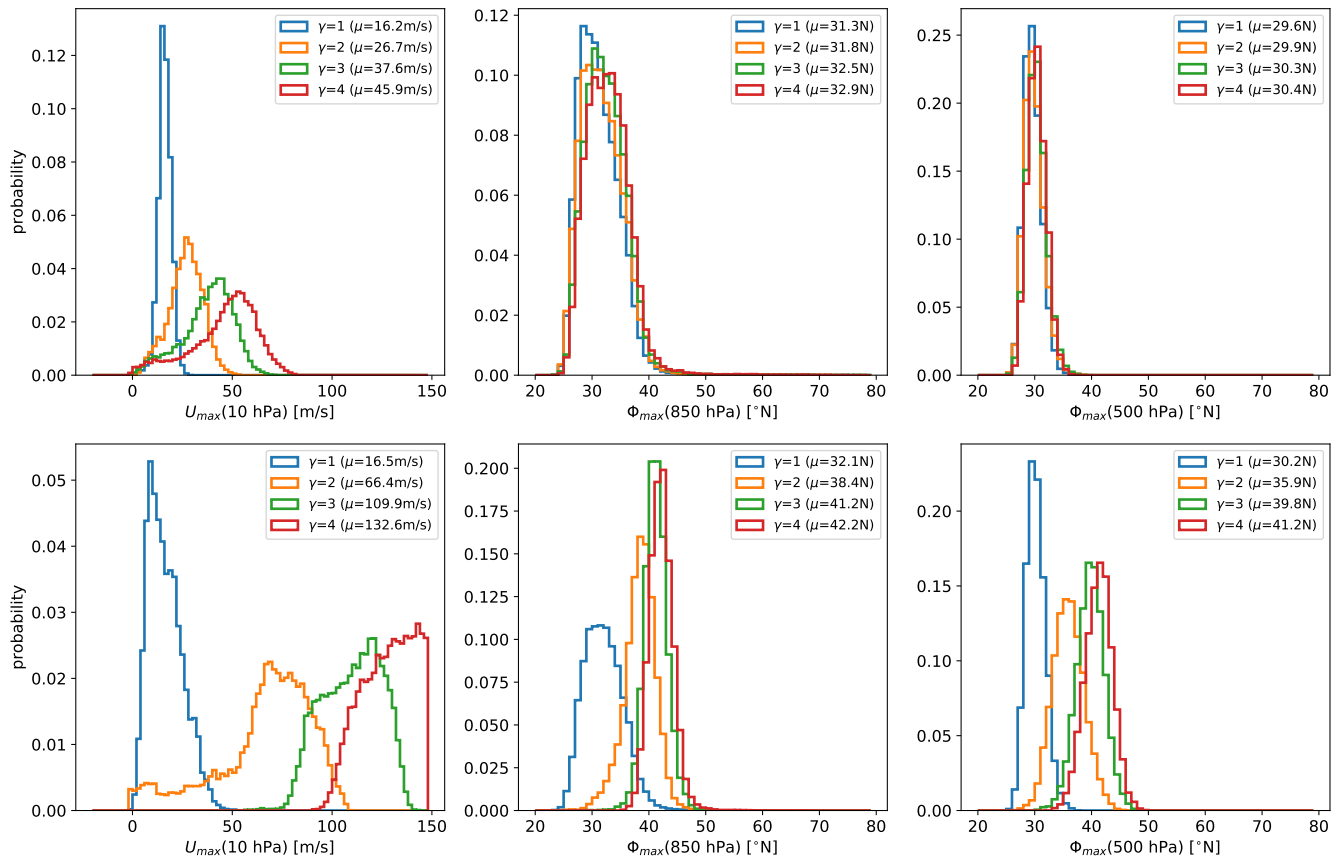 γ=1 (μ=16.2m/s)
γ=2 (μ=26.7m/s)
γ=3 (μ=37.6m/s)
γ=4 (μ=45.9m/s)
probability
0.12
0.10
0.08
0.06
0.04
0.02
0.00
0 50 100 150
U_max(10 hPa) [m/s]
γ=1 (μ=31.3N)
γ=2 (μ=31.8N)
γ=3 (μ=32.5N)
γ=4 (μ=32.9N)
0.12
0.10
0.08
0.06
0.04
0.02
0.00
20 30 40 50 60 70 80
Φ_max(850 hPa) [°N]
γ=1 (μ=29.6N)
γ=2 (μ=29.9N)
γ=3 (μ=30.3N)
γ=4 (μ=30.4N)
0.25
0.20
0.15
0.10
0.05
0.00
20 30 40 50 60 70 80
Φ_max(500 hPa) [°N]
γ=1 (μ=16.5m/s)
γ=2 (μ=66.4m/s)
γ=3 (μ=109.9m/s)
γ=4 (μ=132.6m/s)
probability
0.05
0.04
0.03
0.02
0.01
0.00
0 50 100 150
U_max(10 hPa) [m/s]
γ=1 (μ=32.1N)
γ=2 (μ=38.4N)
γ=3 (μ=41.2N)
γ=4 (μ=42.2N)
0.200
0.175
0.150
0.125
0.100
0.075
0.050
0.025
0.000
20 30 40 50 60 70 80
Φ_max(850 hPa) [°N]
γ=1 (μ=30.2N)
γ=2 (μ=35.9N)
γ=3 (μ=39.8N)
γ=4 (μ=41.2N)
0.20
0.15
0.10
0.05
0.00
20 30 40 50 60 70 80
Φ_max(500 hPa) [°N]